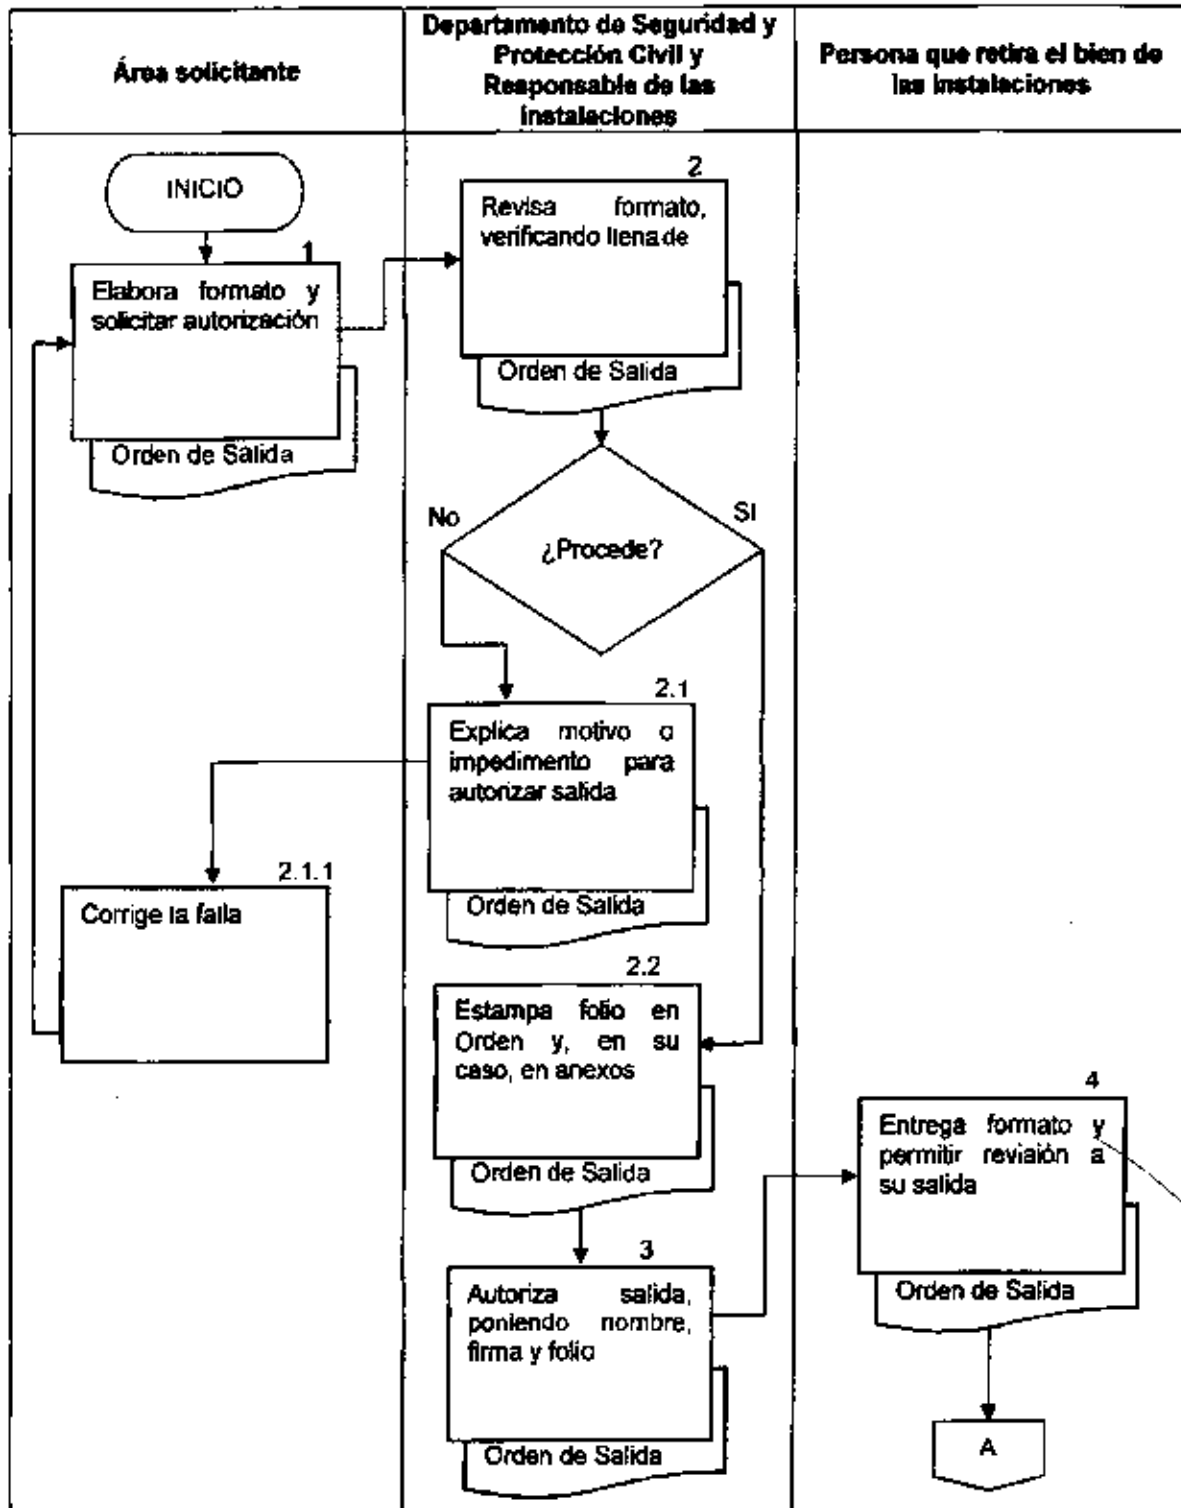 Área solicitante
Departamento de Seguridad y
Protección Civil y
Responsable de las
instalaciones
Persona que retira el bien de
las instalaciones
INICIO
1
Elabora formato y
solicitar autorización
Orden de Salida
2
Revisa formato,
verificando llenade
Orden de Salida
¿Procede?
No
SI
2.1
Explica motivo o
impedimento para
autorizar salida
Orden de Salida
2.1.1
Corrige la falla
2.2
Estampa folio en
Orden y, en su
caso, en anexos
Orden de Salida
3
Autoriza salida,
poniendo nombre,
firma y folio
Orden de Salida
4
Entrega formato y
permitir revisión a
su salida
Orden de Salida
A